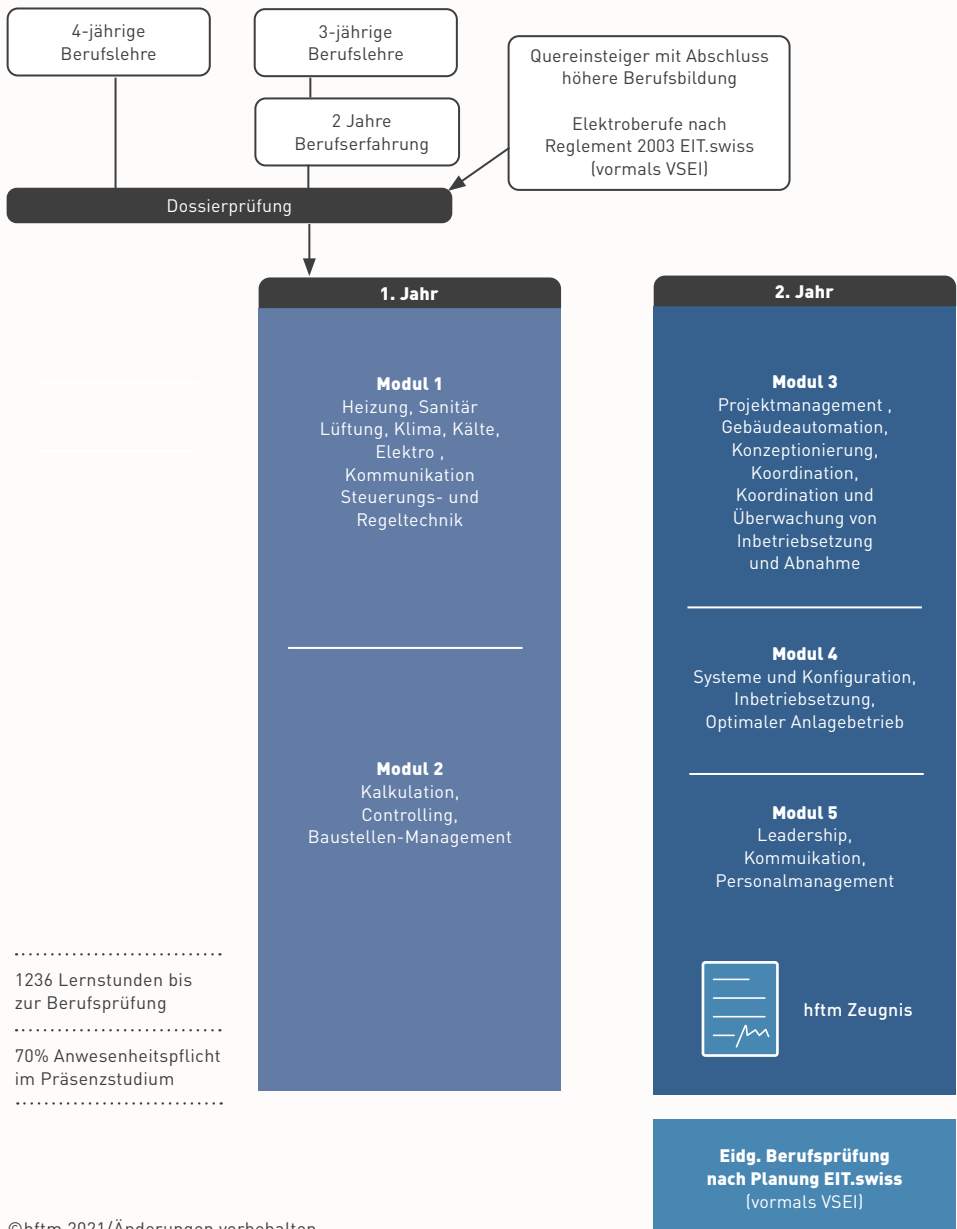 4-jährige
Berufslehre
3-jährige
Berufslehre
2 Jahre
Berufserfahrung
Quereinsteiger mit Abschluss
höhere Berufsbildung
Elektroberufe nach
Reglement 2003 EIT.swiss
(vormals VSEI)
Dossierprüfung
1. Jahr
Modul 1
Heizung, Sanitär
Lüftung, Klima, Kälte,
Elektro ,
Kommunikation
Steuerungs- und
Regeltechnik
Modul 2
Kalkulation,
Controlling,
Baustellen-Management
2. Jahr
Modul 3
Projektmanagement ,
Gebäudeautomation,
Konzeptionierung,
Koordination,
Koordination und
Überwachung von
Inbetriebsetzung
und Abnahme
Modul 4
Systeme und Konfiguration,
Inbetriebsetzung,
Optimaler Anlagebetrieb
Modul 5
Leadership,
Kommuikation,
Personalmanagement
hftm Zeugnis
1236 Lernstunden bis
zur Berufsprüfung
70% Anwesenheitspflicht
im Präsenzstudium
Eidg. Berufsprüfung
nach Planung EIT.swiss
(vormals VSEI)
©hftm 2021/Änderungen vorbehalten